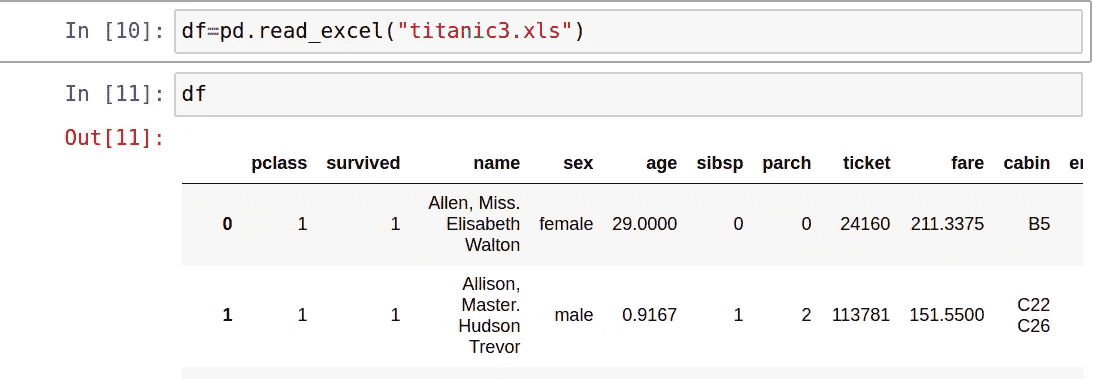 In [10]: df=pd.read_excel("titanic3.xls")
In [11]: df
Out[11]:
pclass survived name sex age sibsp parch ticket fare cabin
0 1 1 Allen, Miss. Elisabeth Walton female 29.0000 0 0 24160 211.3375 B5
1 1 1 Allison, Master. Hudson Trevor male 0.9167 1 2 113781 151.5500 C22 C26